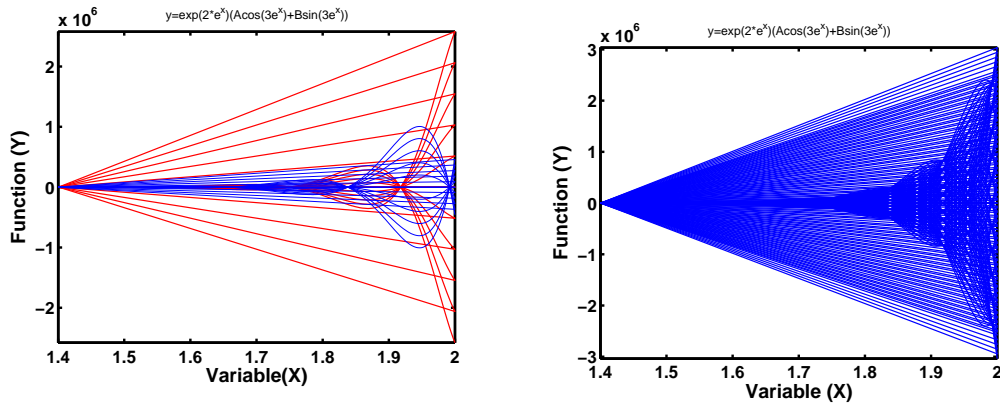 y=exp(2*e^x)(Acos(3e^x)+Bsin(3e^x))
x 10^6
2
1
0
−1
−2
Function (Y)
1.4 1.5 1.6 1.7 1.8 1.9 2
Variable(X)
y=exp(2*e^x)(Acos(3e^x)+Bsin(3e^x))
x 10^6
3
2
1
0
−1
−2
−3
Function (Y)
1.4 1.5 1.6 1.7 1.8 1.9 2
Variable (X)